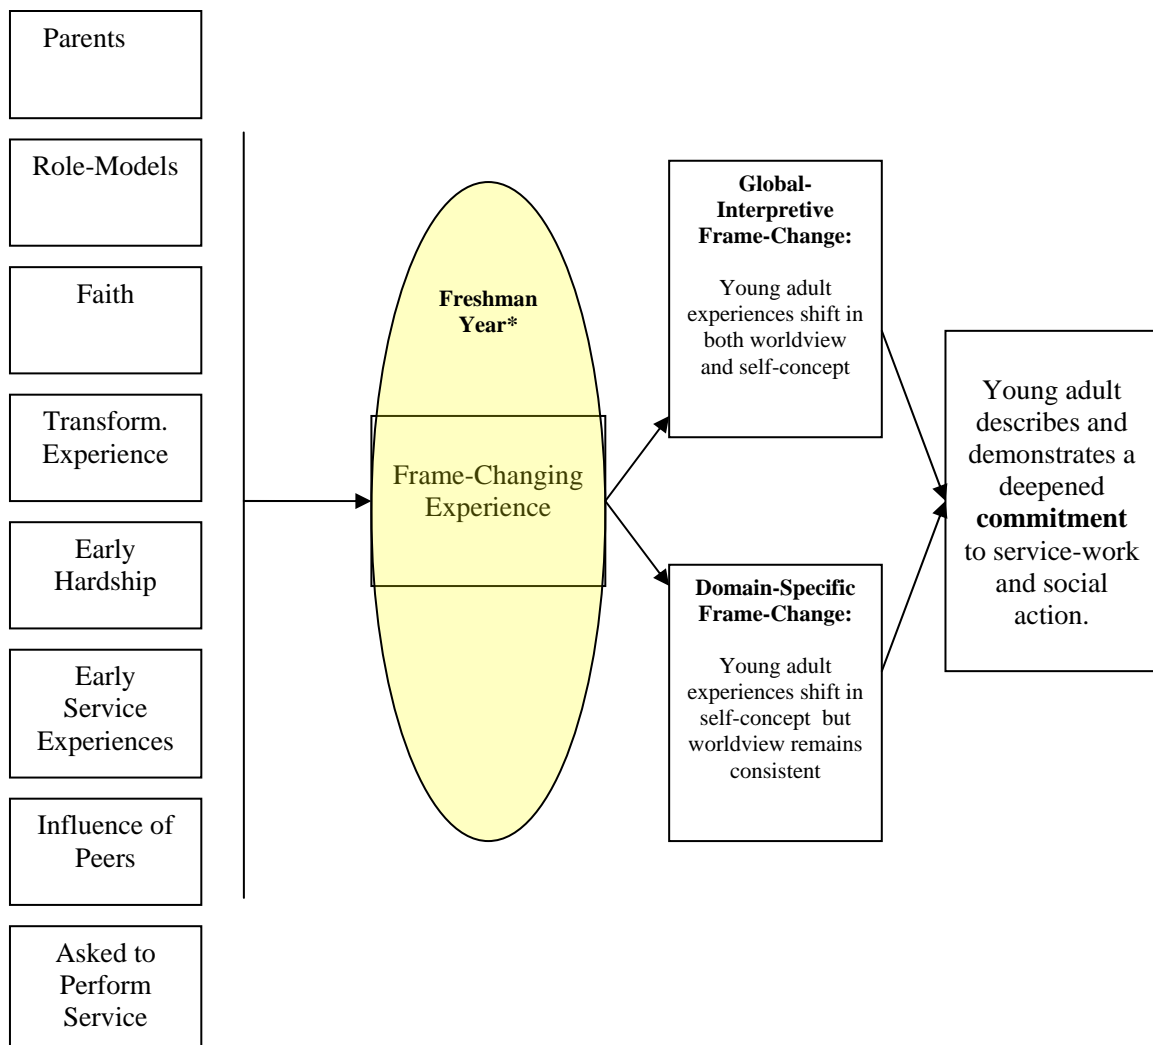 Parents
Role-Models
Faith
Transform.
Experience
Early
Hardship
Early
Service
Experiences
Influence of
Peers
Asked to
Perform
Service
Freshman
Year*
Frame-Changing
Experience
Global-
Interpretive
Frame-Change:
Young adult
experiences shift in
both worldview
and self-concept
Domain-Specific
Frame-Change:
Young adult
experiences shift in
self-concept but
worldview remains
consistent
Young adult
describes and
demonstrates a
deepened
commitment
to service-work
and social
action.